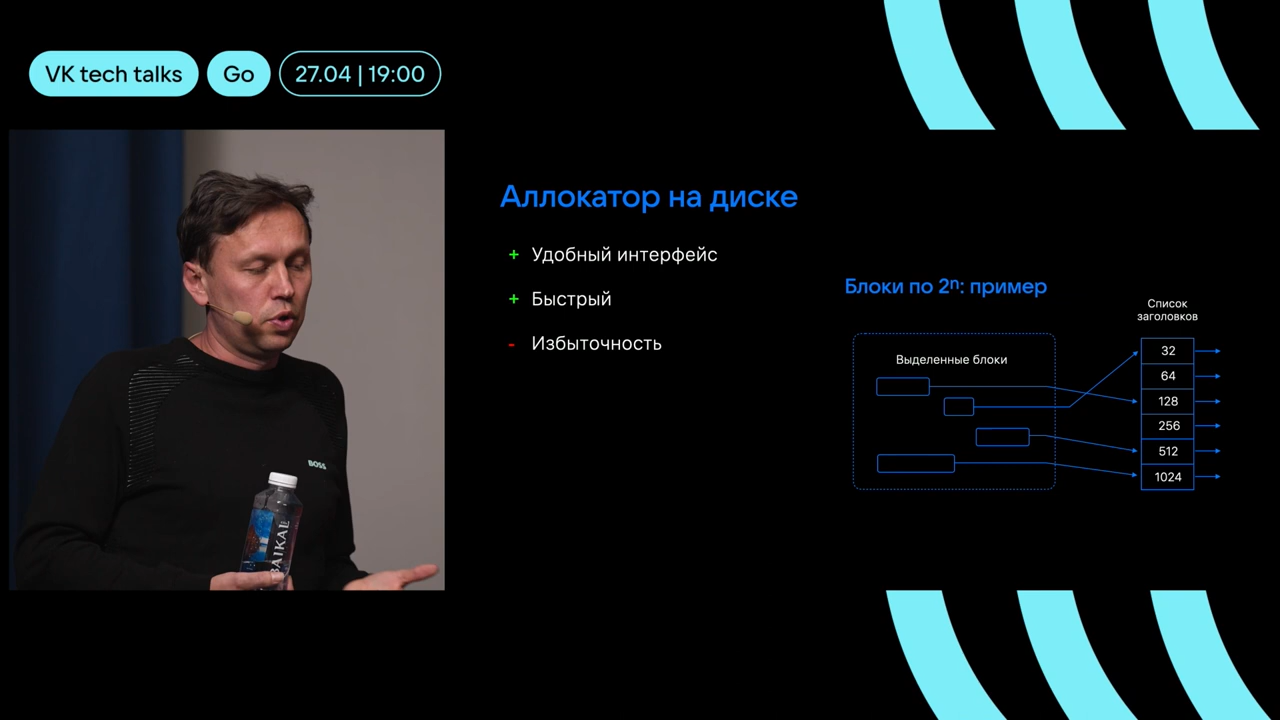 VK tech talks
Go
27.04 | 19:00
Аллокатор на диске
+ Удобный интерфейс
+ Быстрый
- Избыточность
Блоки по 2ⁿ: пример
Список
заголовков
Выделенные блоки
32
64
128
256
512
1024
BOSS
BAIKAL